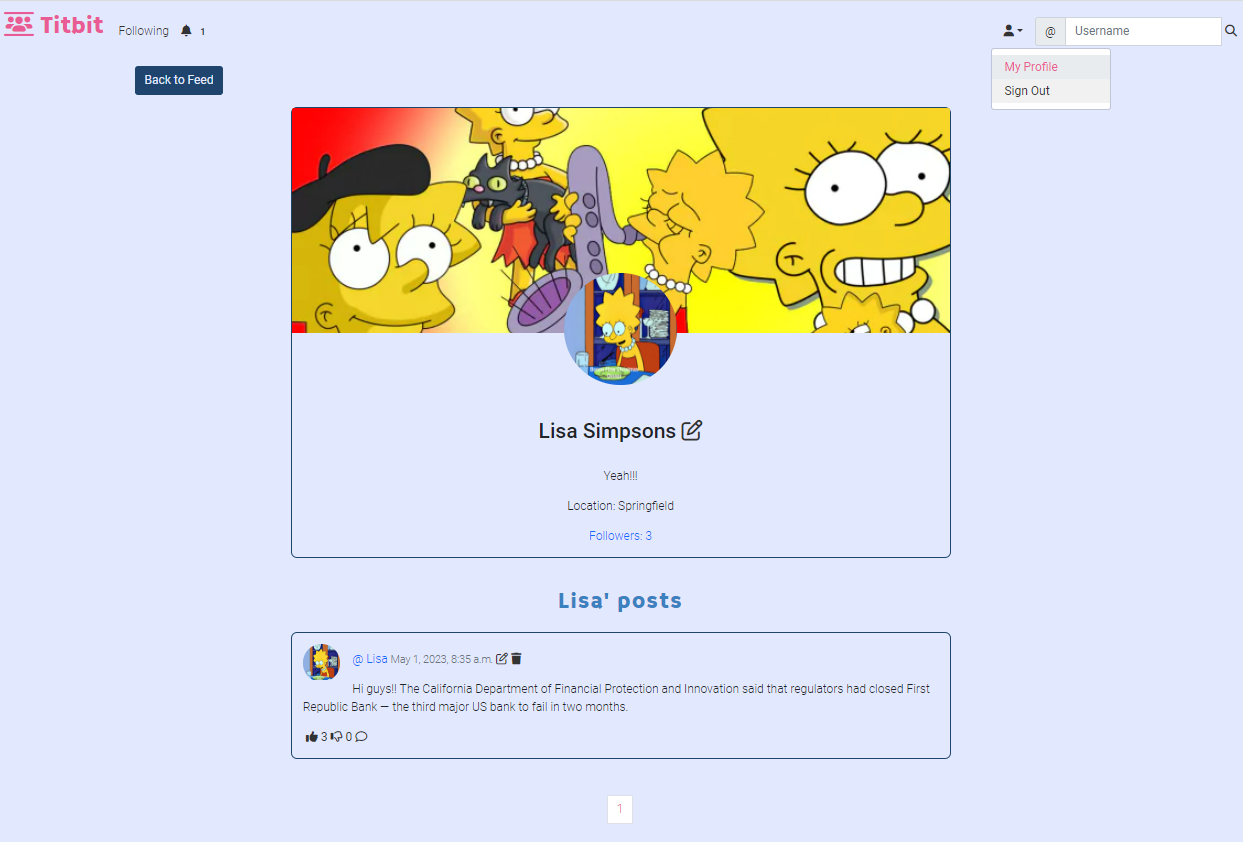 Titbit Following 1 @ Username
My Profile
Sign Out
Back to Feed
Lisa Simpsons
Yeah!!!
Location: Springfield
Followers: 3
Lisa' posts
@ Lisa May 1, 2023, 8:35 a.m.
Hi guys!! The California Department of Financial Protection and Innovation said that regulators had closed First
Republic Bank — the third major US bank to fail in two months.
3 0
1